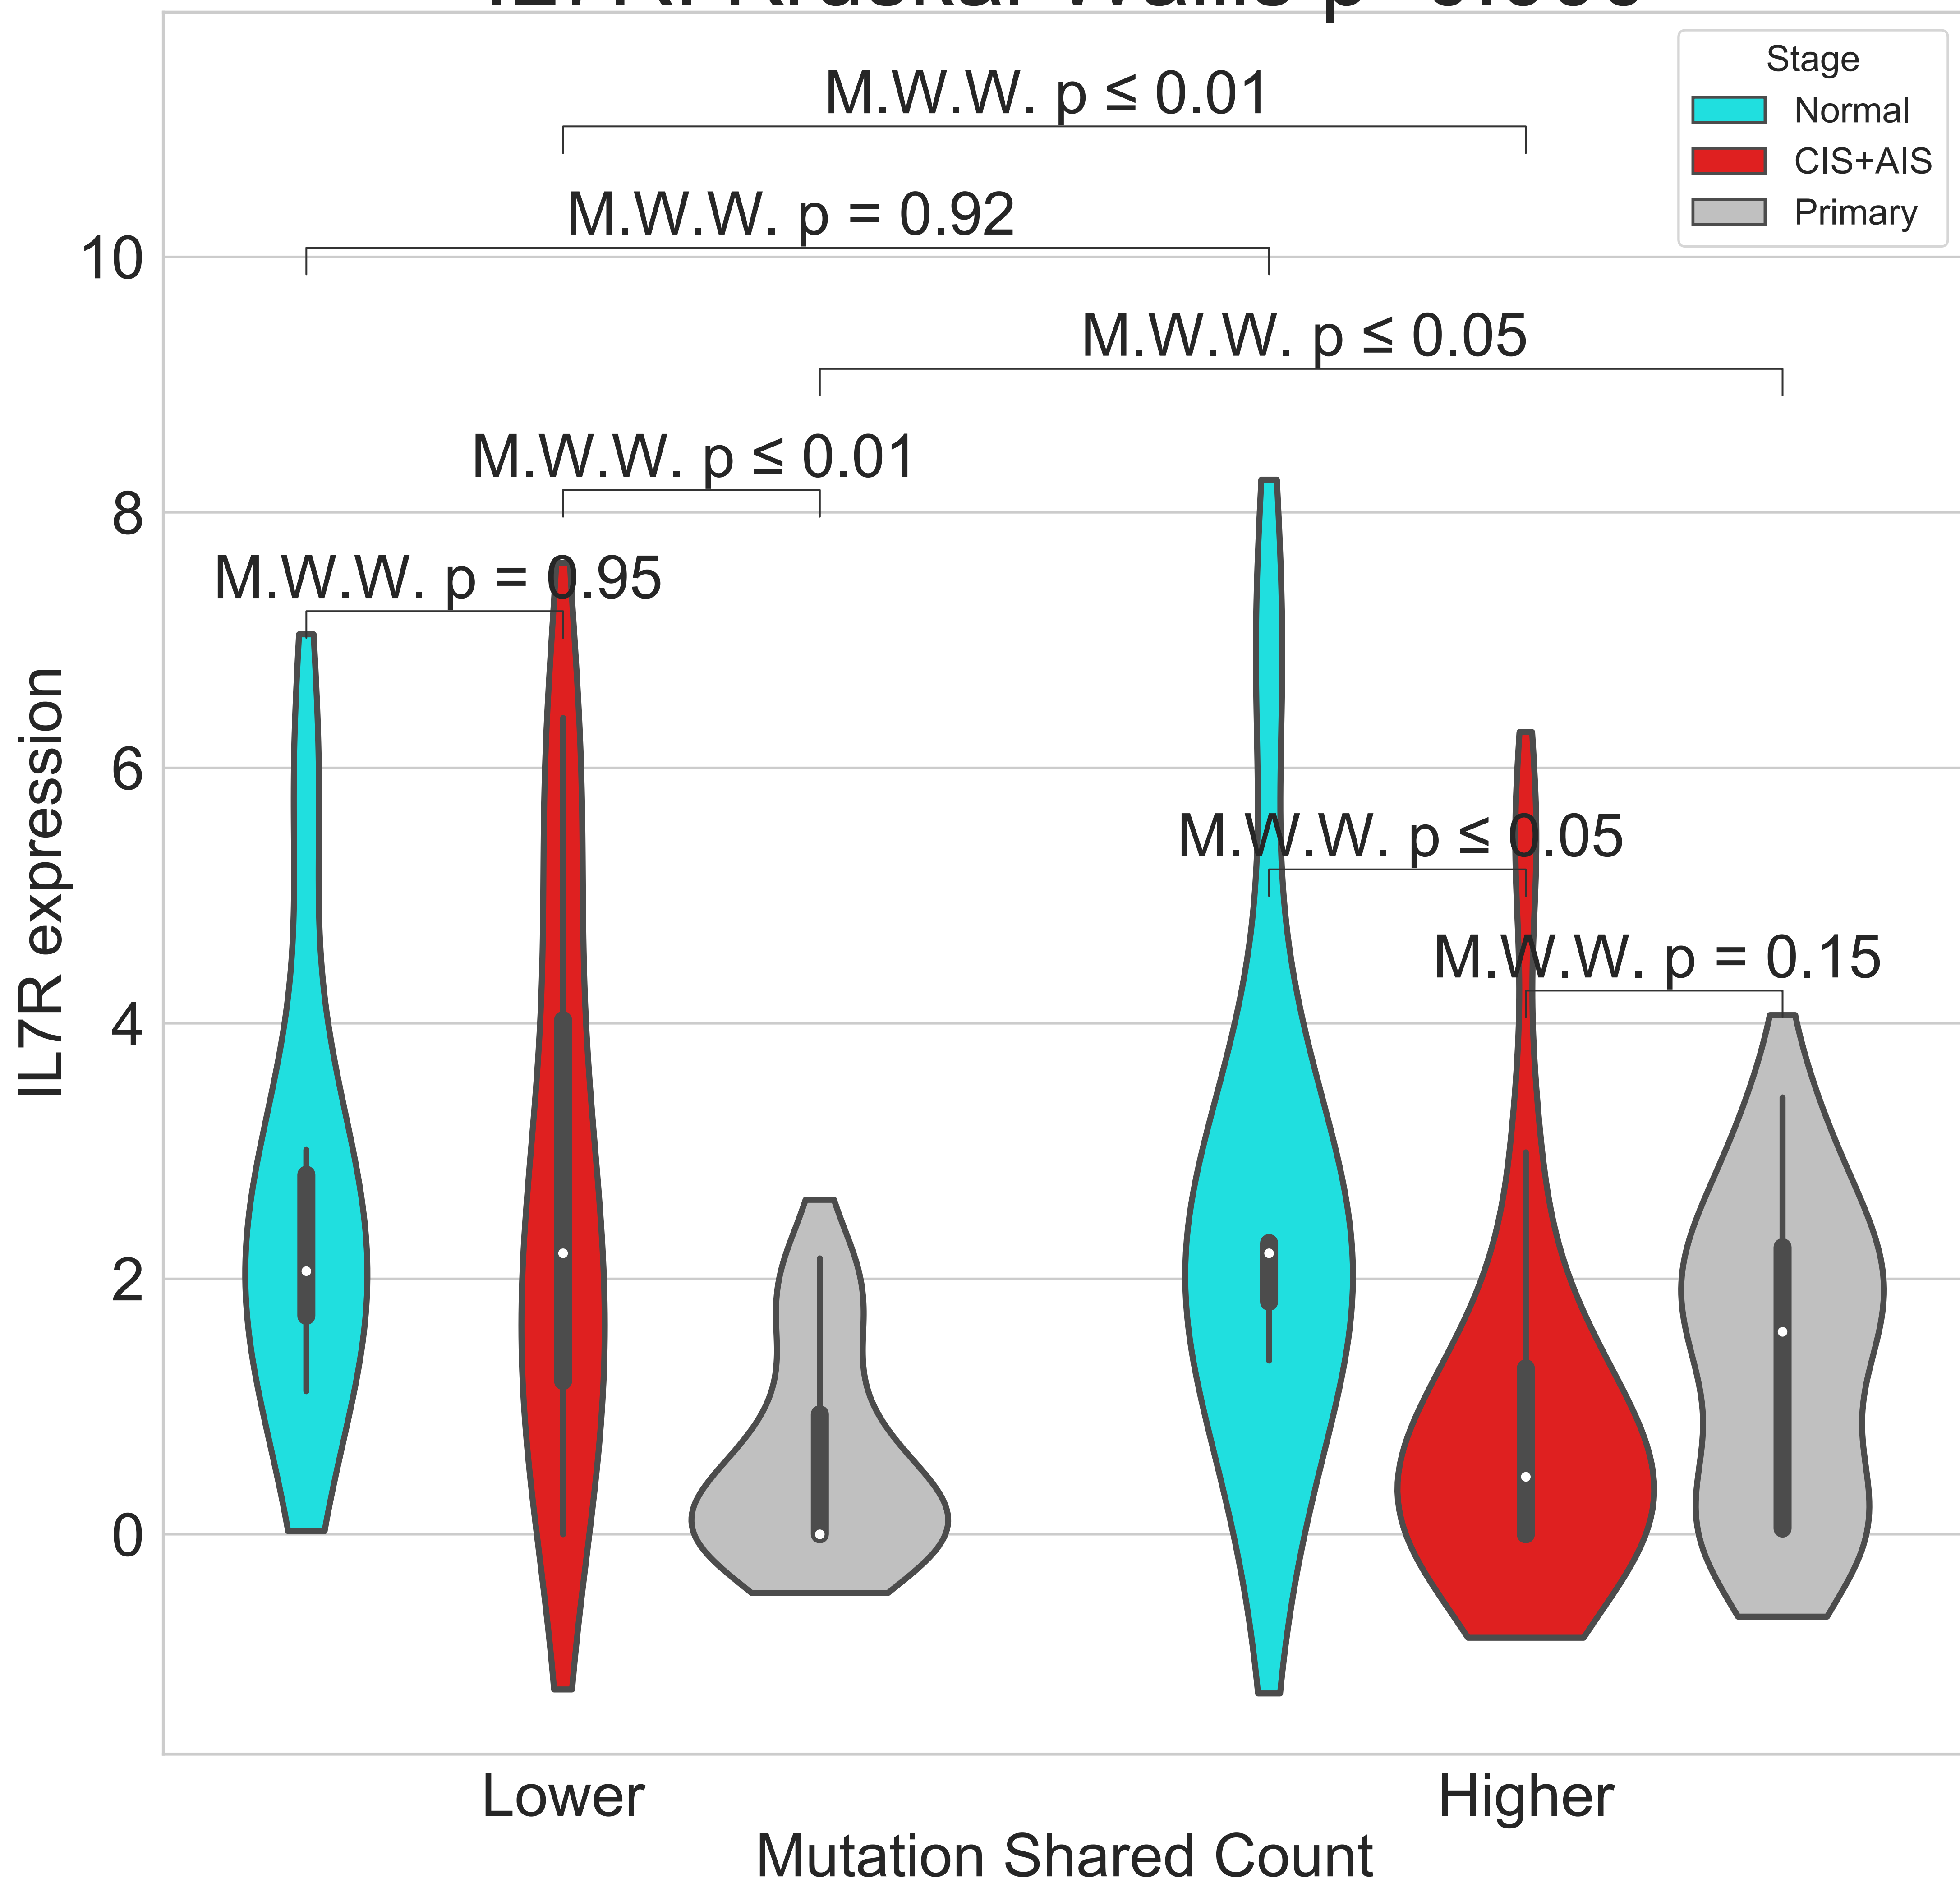 Stage
Normal
CIS+AIS
Primary
M.W.W. p ≤ 0.01
M.W.W. p = 0.92
M.W.W. p ≤ 0.05
M.W.W. p ≤ 0.01
M.W.W. p = 0.95
M.W.W. p ≤ 0.05
M.W.W. p = 0.15
10
8
6
4
2
0
IL7R expression
Lower
Higher
Mutation Shared Count